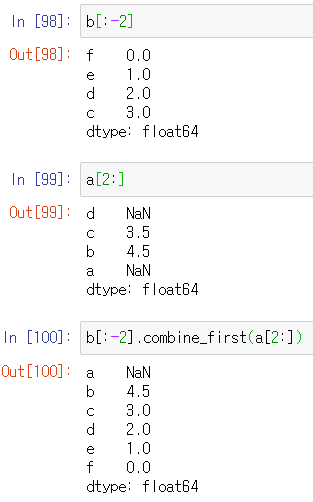 In [98]: b[:-2]
Out[98]: f    0.0
e    1.0
d    2.0
c    3.0
dtype: float64
In [99]: a[2:]
Out[99]: d    NaN
c    3.5
b    4.5
a    NaN
dtype: float64
In [100]: b[:-2].combine_first(a[2:])
Out[100]: a    NaN
b    4.5
c    3.0
d    2.0
e    1.0
f    0.0
dtype: float64